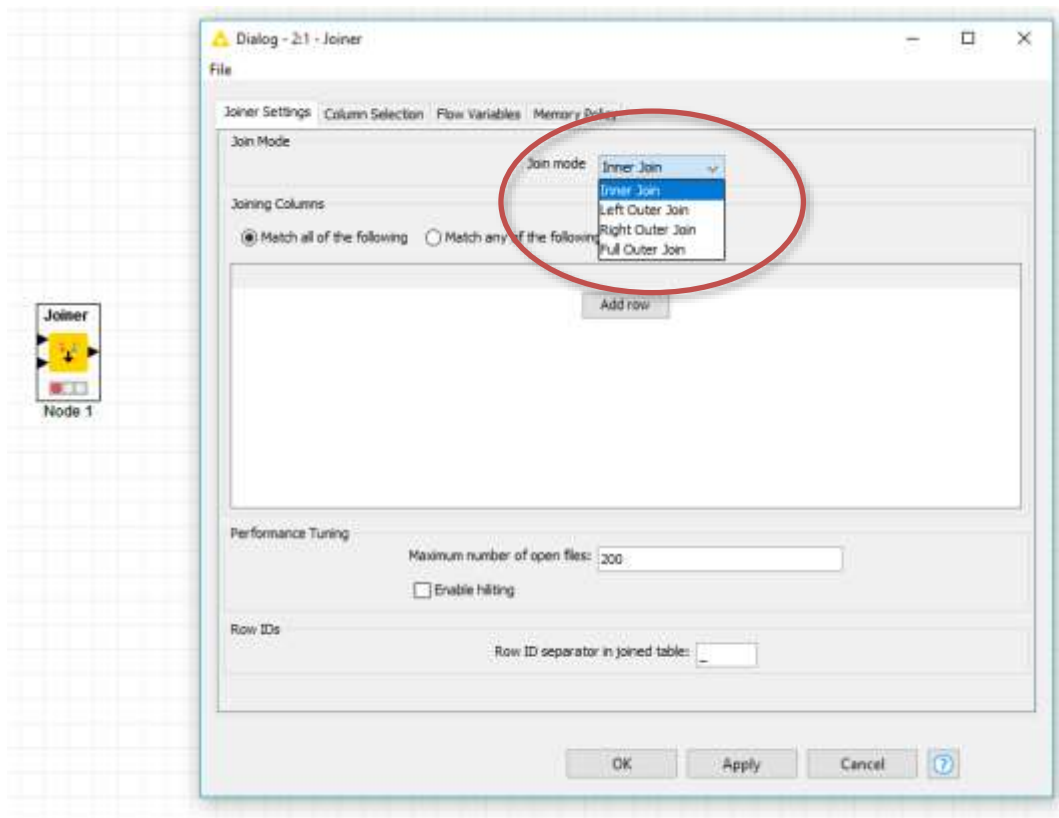 Dialog - 2:1 - Joiner
File
Joiner Settings Column Selection Flow Variables Memory Policy
Join Mode
Join mode Inner Join
Inner Join
Left Outer Join
Right Outer Join
Full Outer Join
Joining Columns
Match all of the following Match any of the following
Add row
Joiner
Node 1
Performance Tuning
Maximum number of open files: 200
Enable hiliting
Row IDs
Row ID separator in joined table: _
OK Apply Cancel ?